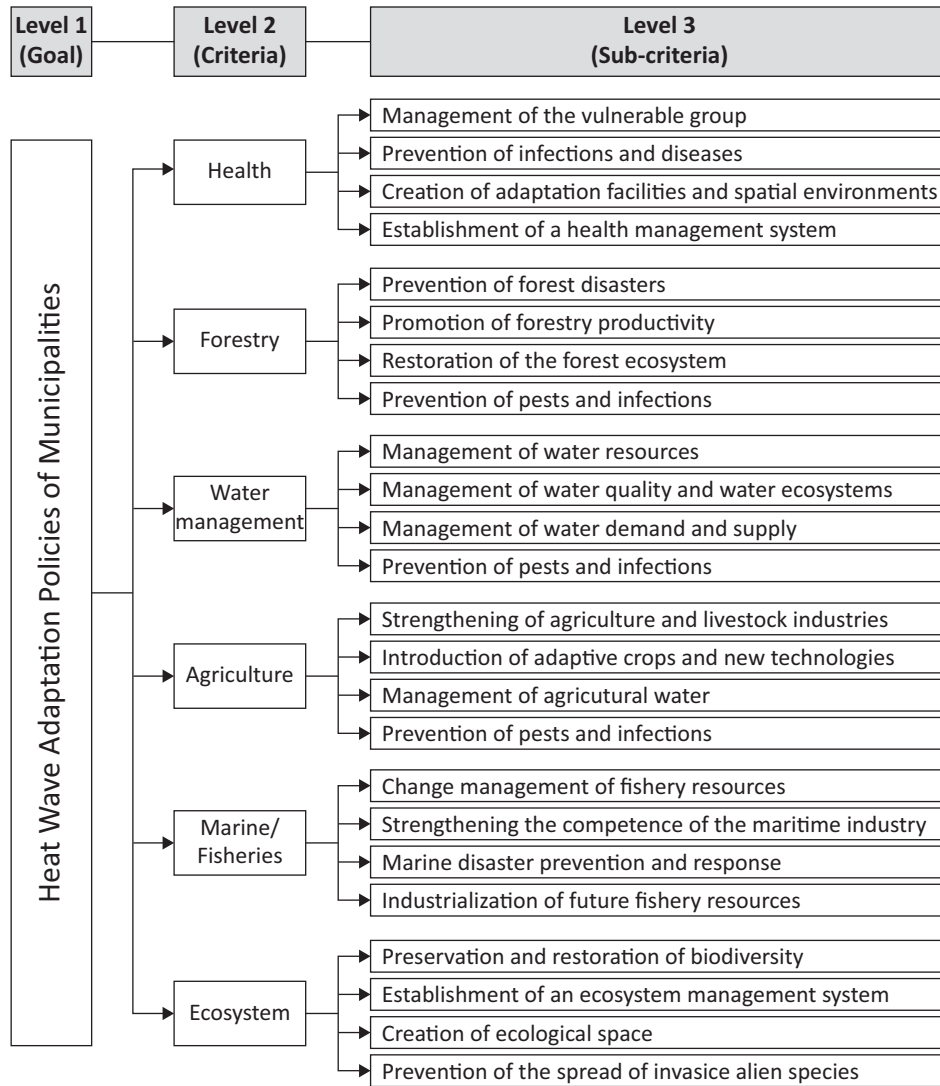 Level 1
(Goal)
Level 2
(Criteria)
Level 3
(Sub-criteria)
Heat Wave Adaptation Policies of Municipalities
Health
Management of the vulnerable group
Prevention of infections and diseases
Creation of adaptation facilities and spatial environments
Establishment of a health management system
Forestry
Prevention of forest disasters
Promotion of forestry productivity
Restoration of the forest ecosystem
Prevention of pests and infections
Water
management
Management of water resources
Management of water quality and water ecosystems
Management of water demand and supply
Prevention of pests and infections
Agriculture
Strengthening of agriculture and livestock industries
Introduction of adaptive crops and new technologies
Management of agricutural water
Prevention of pests and infections
Marine/
Fisheries
Change management of fishery resources
Strengthening the competence of the maritime industry
Marine disaster prevention and response
Industrialization of future fishery resources
Ecosystem
Preservation and restoration of biodiversity
Establishment of an ecosystem management system
Creation of ecological space
Prevention of the spread of invasice alien species